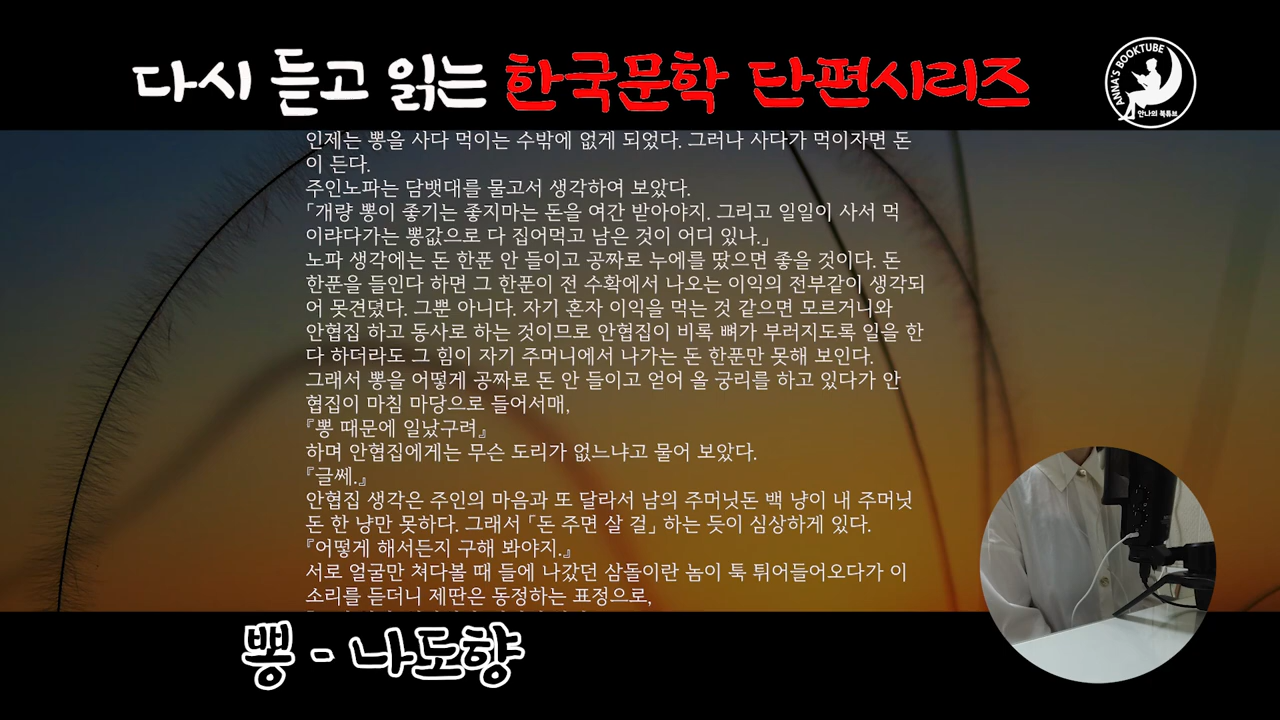 다시 듣고 읽는 한국문학 단편시리즈
ANNA'S BOOKTUBE
안나의 북튜브
인제는 뽕을 사다 먹이는 수밖에 없게 되었다. 그러나 사다가 먹이자면 돈
이 든다.
주인노파는 담뱃대를 물고서 생각하여 보았다.
「개량 뽕이 좋기는 좋지마는 돈을 여간 받아야지. 그리고 일일이 사서 먹
이랴다가는 뽕값으로 다 집어먹고 남은 것이 어디 있나.」
노파 생각에는 돈 한푼 안 들이고 공짜로 누에를 땄으면 좋을 것이다. 돈
한푼을 들인다 하면 그 한푼이 전 수확에서 나오는 이익의 전부같이 생각되
어 못견뎠다. 그뿐 아니다. 자기 혼자 이익을 먹는 것 같으면 모르거니와
안협집 하고 동사로 하는 것이므로 안협집이 비록 뼈가 부러지도록 일을 한
다 하더라도 그 힘이 자기 주머니에서 나가는 돈 한푼만 못해 보인다.
그래서 뽕을 어떻게 공짜로 돈 안 들이고 얻어 올 궁리를 하고 있다가 안
협집이 마침 마당으로 들어서매,
『뽕 때문에 일났구려』
하며 안협집에게는 무슨 도리가 없느냐고 물어 보았다.
『글쎄.』
안협집 생각은 주인의 마음과 또 달라서 남의 주머닛돈 백 냥이 내 주머닛
돈 한 냥만 못하다. 그래서 「돈 주면 살 걸」 하는 듯이 심상하게 있다.
『어떻게 해서든지 구해 봐야지.』
서로 얼굴만 쳐다볼 때 들에 나갔던 삼돌이란 놈이 툭 튀어들어오다가 이
소리를 듣더니 제딴은 동정하는 표정으로,
뽕 - 나도향